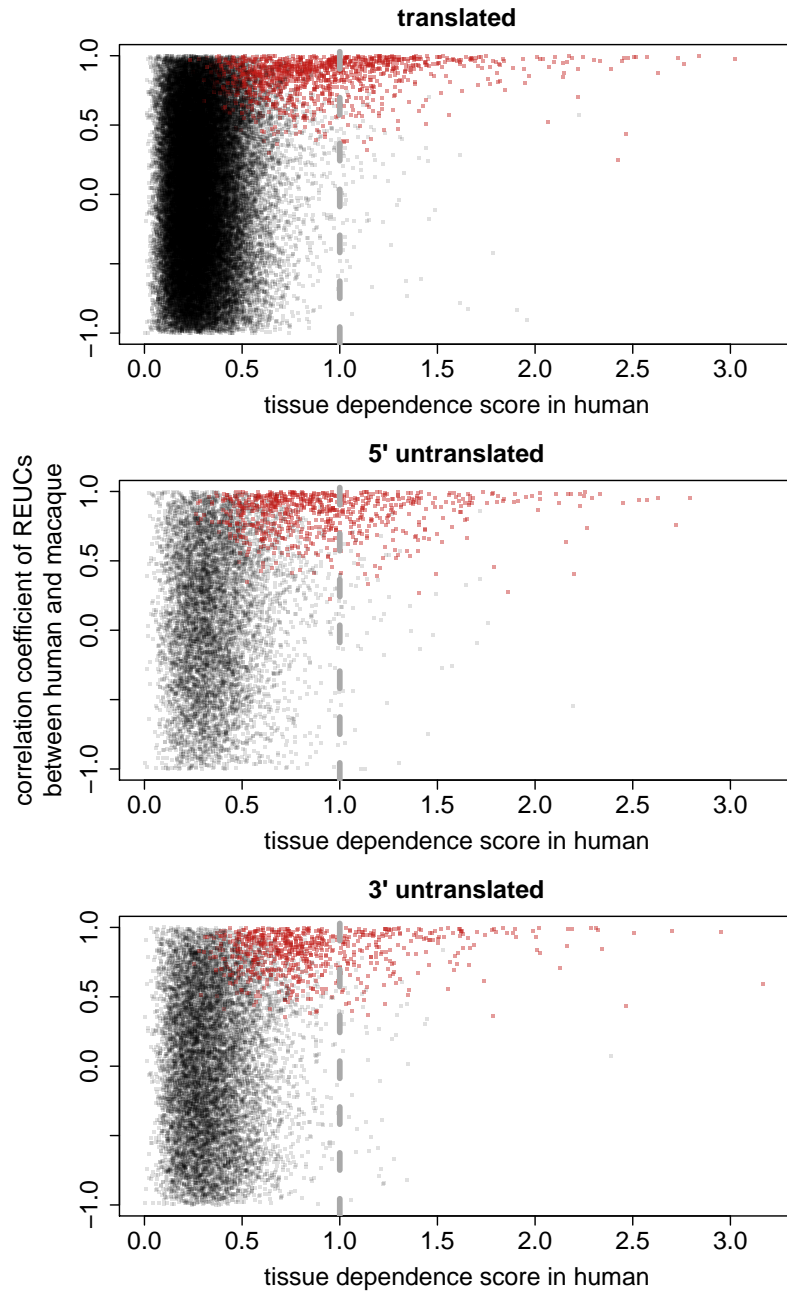 translated
1.0
0.5
0.0
−1.0
0.0 0.5 1.0 1.5 2.0 2.5 3.0
tissue dependence score in human
correlation coefficient of REUCs
between human and macaque
5' untranslated
1.0
0.5
0.0
−1.0
0.0 0.5 1.0 1.5 2.0 2.5 3.0
tissue dependence score in human
3' untranslated
1.0
0.5
0.0
−1.0
0.0 0.5 1.0 1.5 2.0 2.5 3.0
tissue dependence score in human